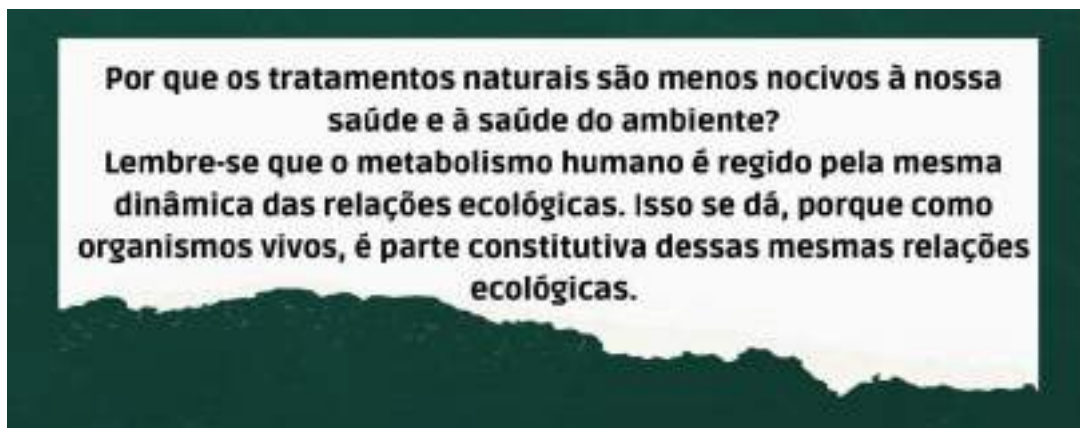 Por que os tratamentos naturais são menos nocivos à nossa
saúde e à saúde do ambiente?
Lembre-se que o metabolismo humano é regido pela mesma
dinâmica das relações ecológicas. Isso se dá, porque como
organismos vivos, é parte constitutiva dessas mesmas relações
ecológicas.